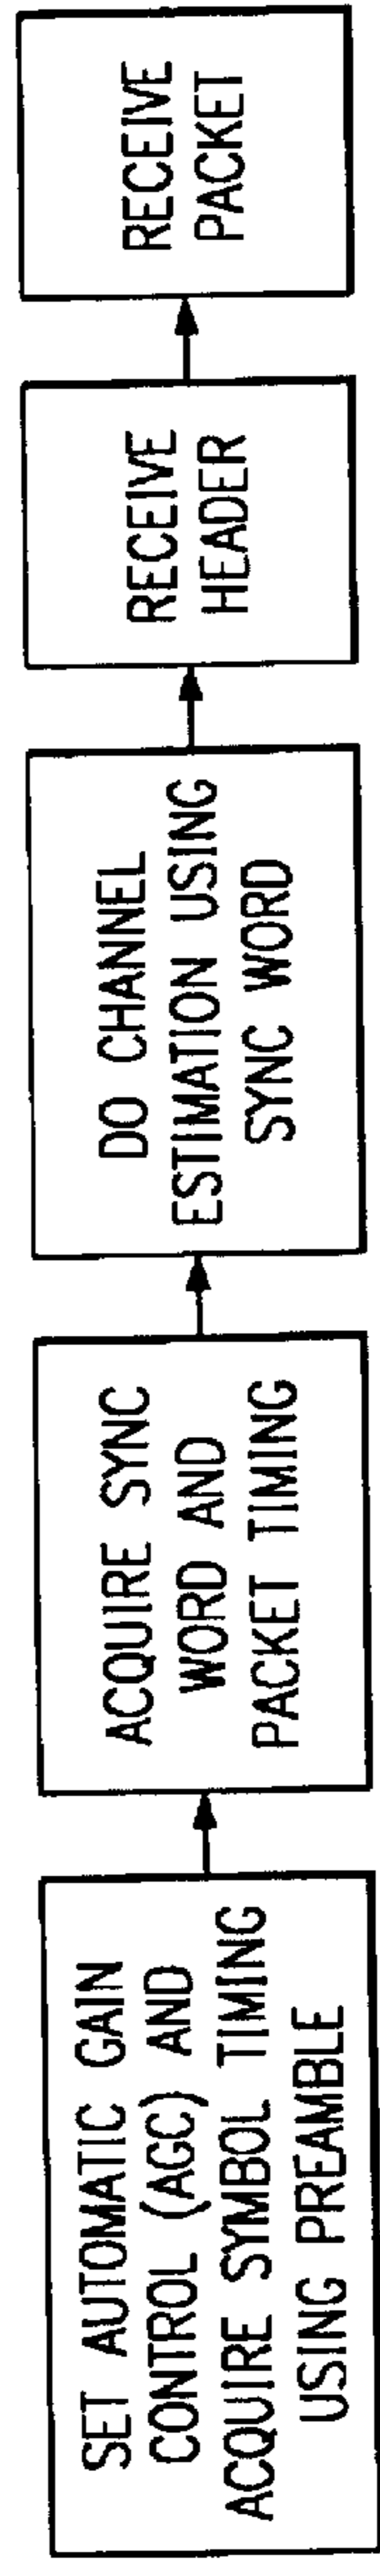 SET AUTOMATIC GAIN
CONTROL (AGC) AND
ACQUIRE SYMBOL TIMING
USING PREAMBLE
ACQUIRE SYNC
WORD AND
PACKET TIMING
DO CHANNEL
ESTIMATION USING
SYNC WORD
RECEIVE
HEADER
RECEIVE
PACKET